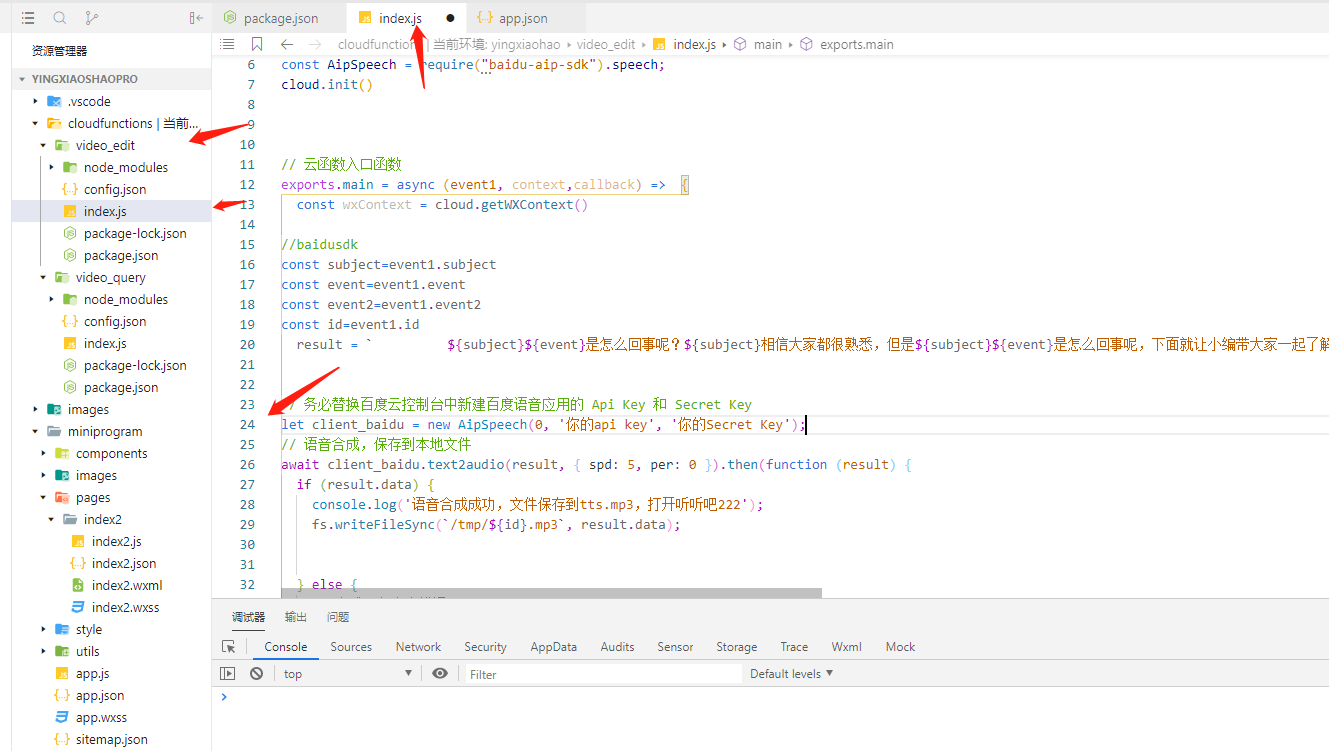 package.json
index.js
app.json
资源管理器
cloudfunction | 当前环境: yingxiaohao › video_edit › index.js › main › exports.main
YINGXIAOSHAOPRO
.vscode
cloudfunctions | 当前...
video_edit
node_modules
config.json
index.js
package-lock.json
package.json
video_query
node_modules
config.json
index.js
package-lock.json
package.json
images
miniprogram
components
images
pages
index2
index2.js
index2.json
index2.wxml
index2.wxss
style
utils
app.js
app.json
app.wxss
sitemap.json
6 const AipSpeech = require("baidu-aip-sdk").speech;
7 cloud.init()
8
9
10
11 // 云函数入口函数
12 exports.main = async (event1, context,callback) => {
13 const wxContext = cloud.getWXContext()
14
15 //baidusdk
16 const subject=event1.subject
17 const event=event1.event
18 const event2=event1.event2
19 const id=event1.id
20 result = ` ${subject}${event}是怎么回事呢？${subject}相信大家都很熟悉，但是${subject}${event}是怎么回事呢，下面就让小编带大家一起了解
21
22
23 // 务必替换百度云控制台中新建百度语音应用的 Api Key 和 Secret Key
24 let client_baidu = new AipSpeech(0, '你的api key', '你的Secret Key');
25 // 语音合成，保存到本地文件
26 await client_baidu.text2audio(result, { spd: 5, per: 0 }).then(function (result) {
27 if (result.data) {
28 console.log('语音合成成功，文件保存到tts.mp3，打开听听吧222');
29 fs.writeFileSync(`/tmp/${id}.mp3`, result.data);
30
31
32 } else {
调试器 输出 问题
Console Sources Network Security AppData Audits Sensor Storage Trace Wxml Mock
top Filter Default levels